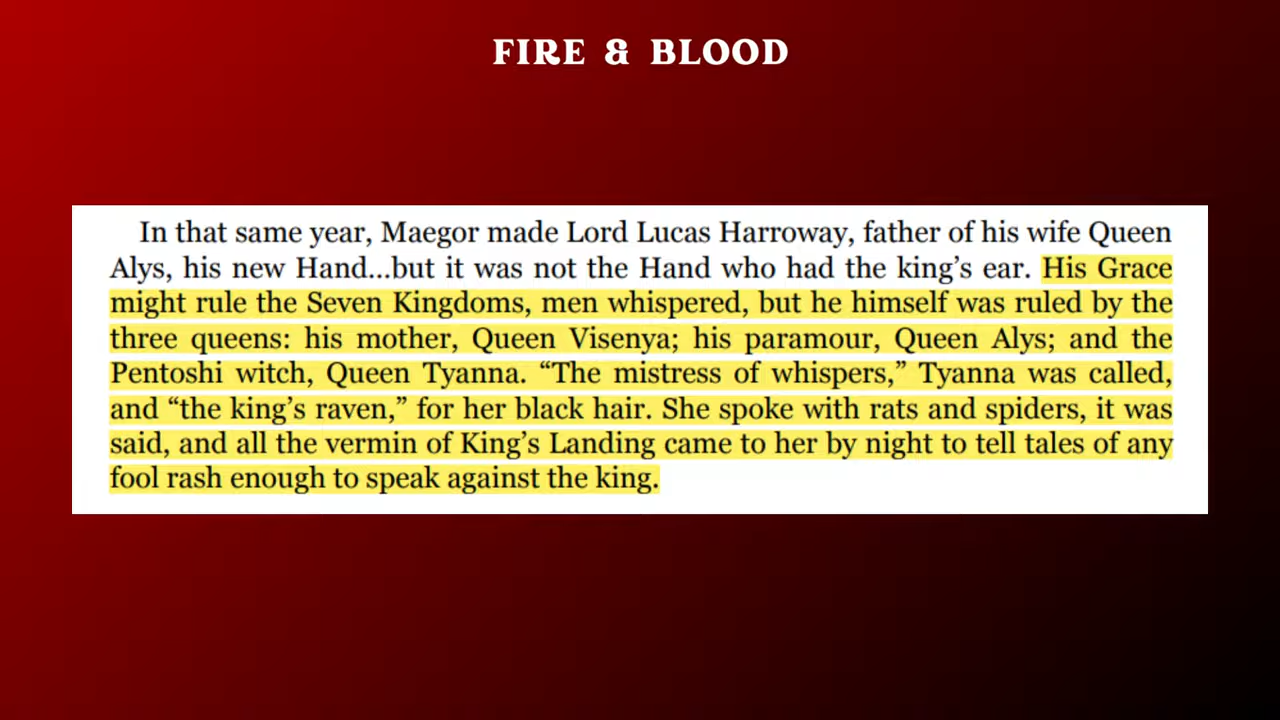 FIRE & BLOOD
In that same year, Maegor made Lord Lucas Harroway, father of his wife Queen
Alys, his new Hand...but it was not the Hand who had the king’s ear. His Grace
might rule the Seven Kingdoms, men whispered, but he himself was ruled by the
three queens: his mother, Queen Visenya; his paramour, Queen Alys; and the
Pentoshi witch, Queen Tyanna. “The mistress of whispers,” Tyanna was called,
and “the king’s raven,” for her black hair. She spoke with rats and spiders, it was
said, and all the vermin of King’s Landing came to her by night to tell tales of any
fool rash enough to speak against the king.